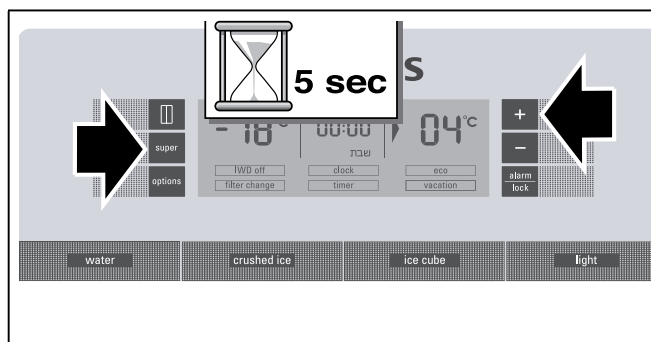 5 sec
S
super
options
- 18°C
00:00
04°C
שבת
IWD off
clock
eco
filter change
timer
vacation
+
−
alarm
lock
water
crushed ice
ice cube
light